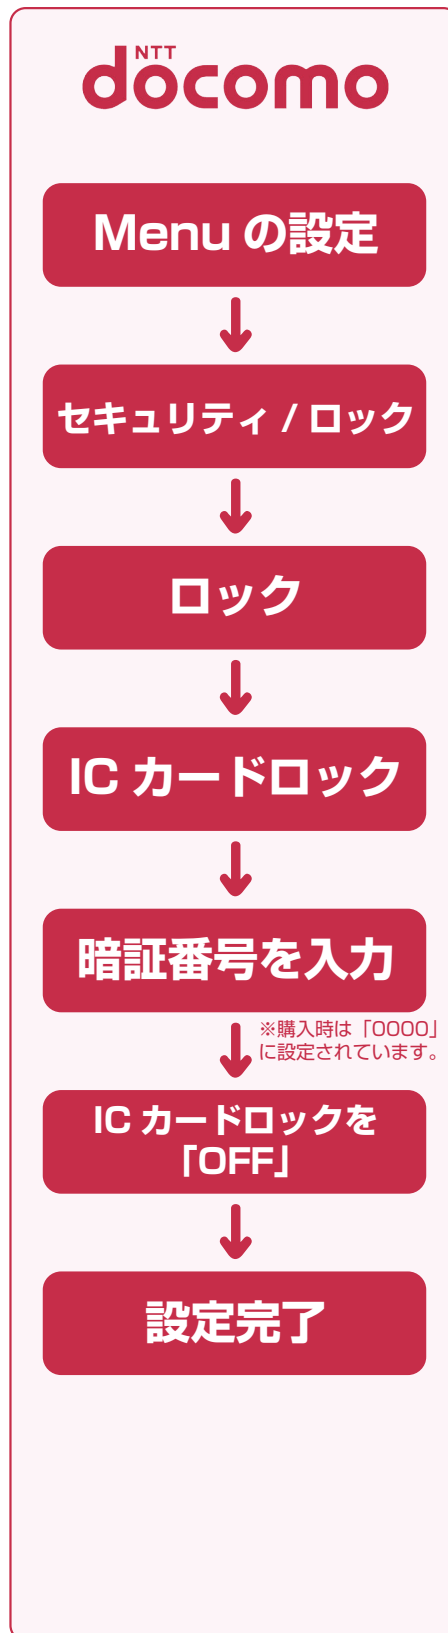 NTT
docomo
Menu の設定
セキュリティ / ロック
ロック
IC カードロック
暗証番号を入力
※購入時は「0000」
に設定されています。
IC カードロックを
「OFF」
設定完了